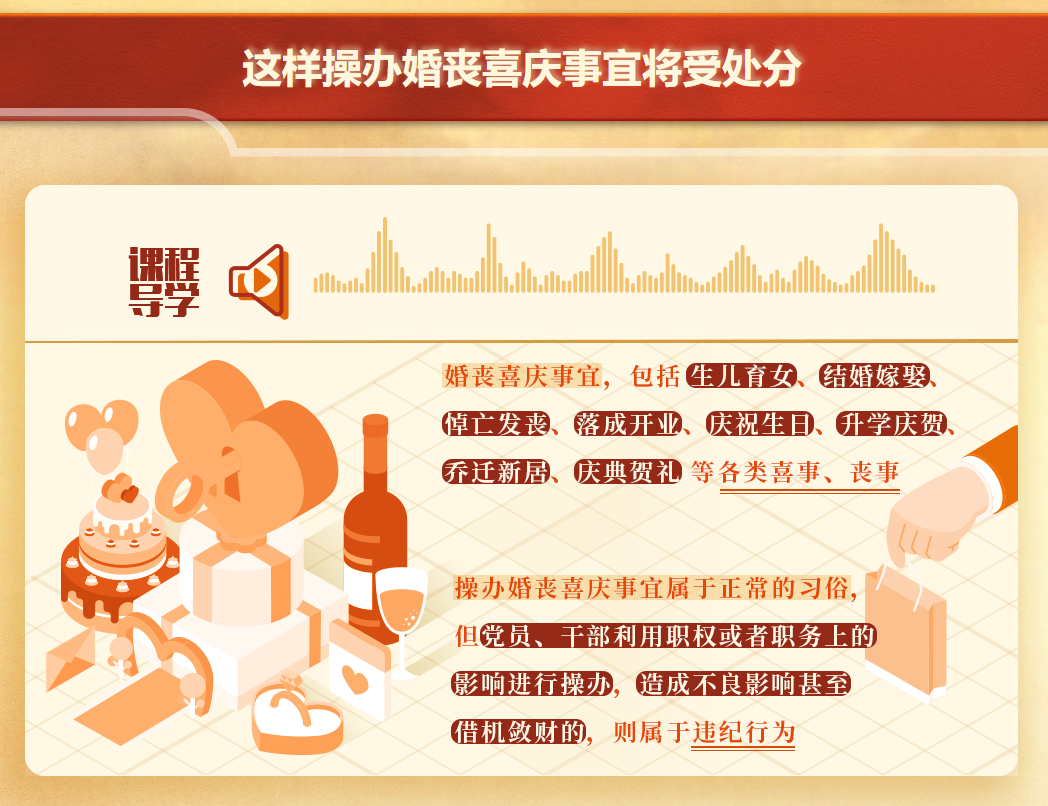 这样操办婚丧喜庆事宜将受处分
课程
导学
婚丧喜庆事宜，包括 生儿育女、结婚嫁娶、
悼亡发丧、落成开业、庆祝生日、升学庆贺、
乔迁新居、庆典贺礼 等各类喜事、丧事
操办婚丧喜庆事宜属于正常的习俗，
但党员、干部利用职权或者职务上的
影响进行操办，造成不良影响甚至
借机敛财的，则属于违纪行为